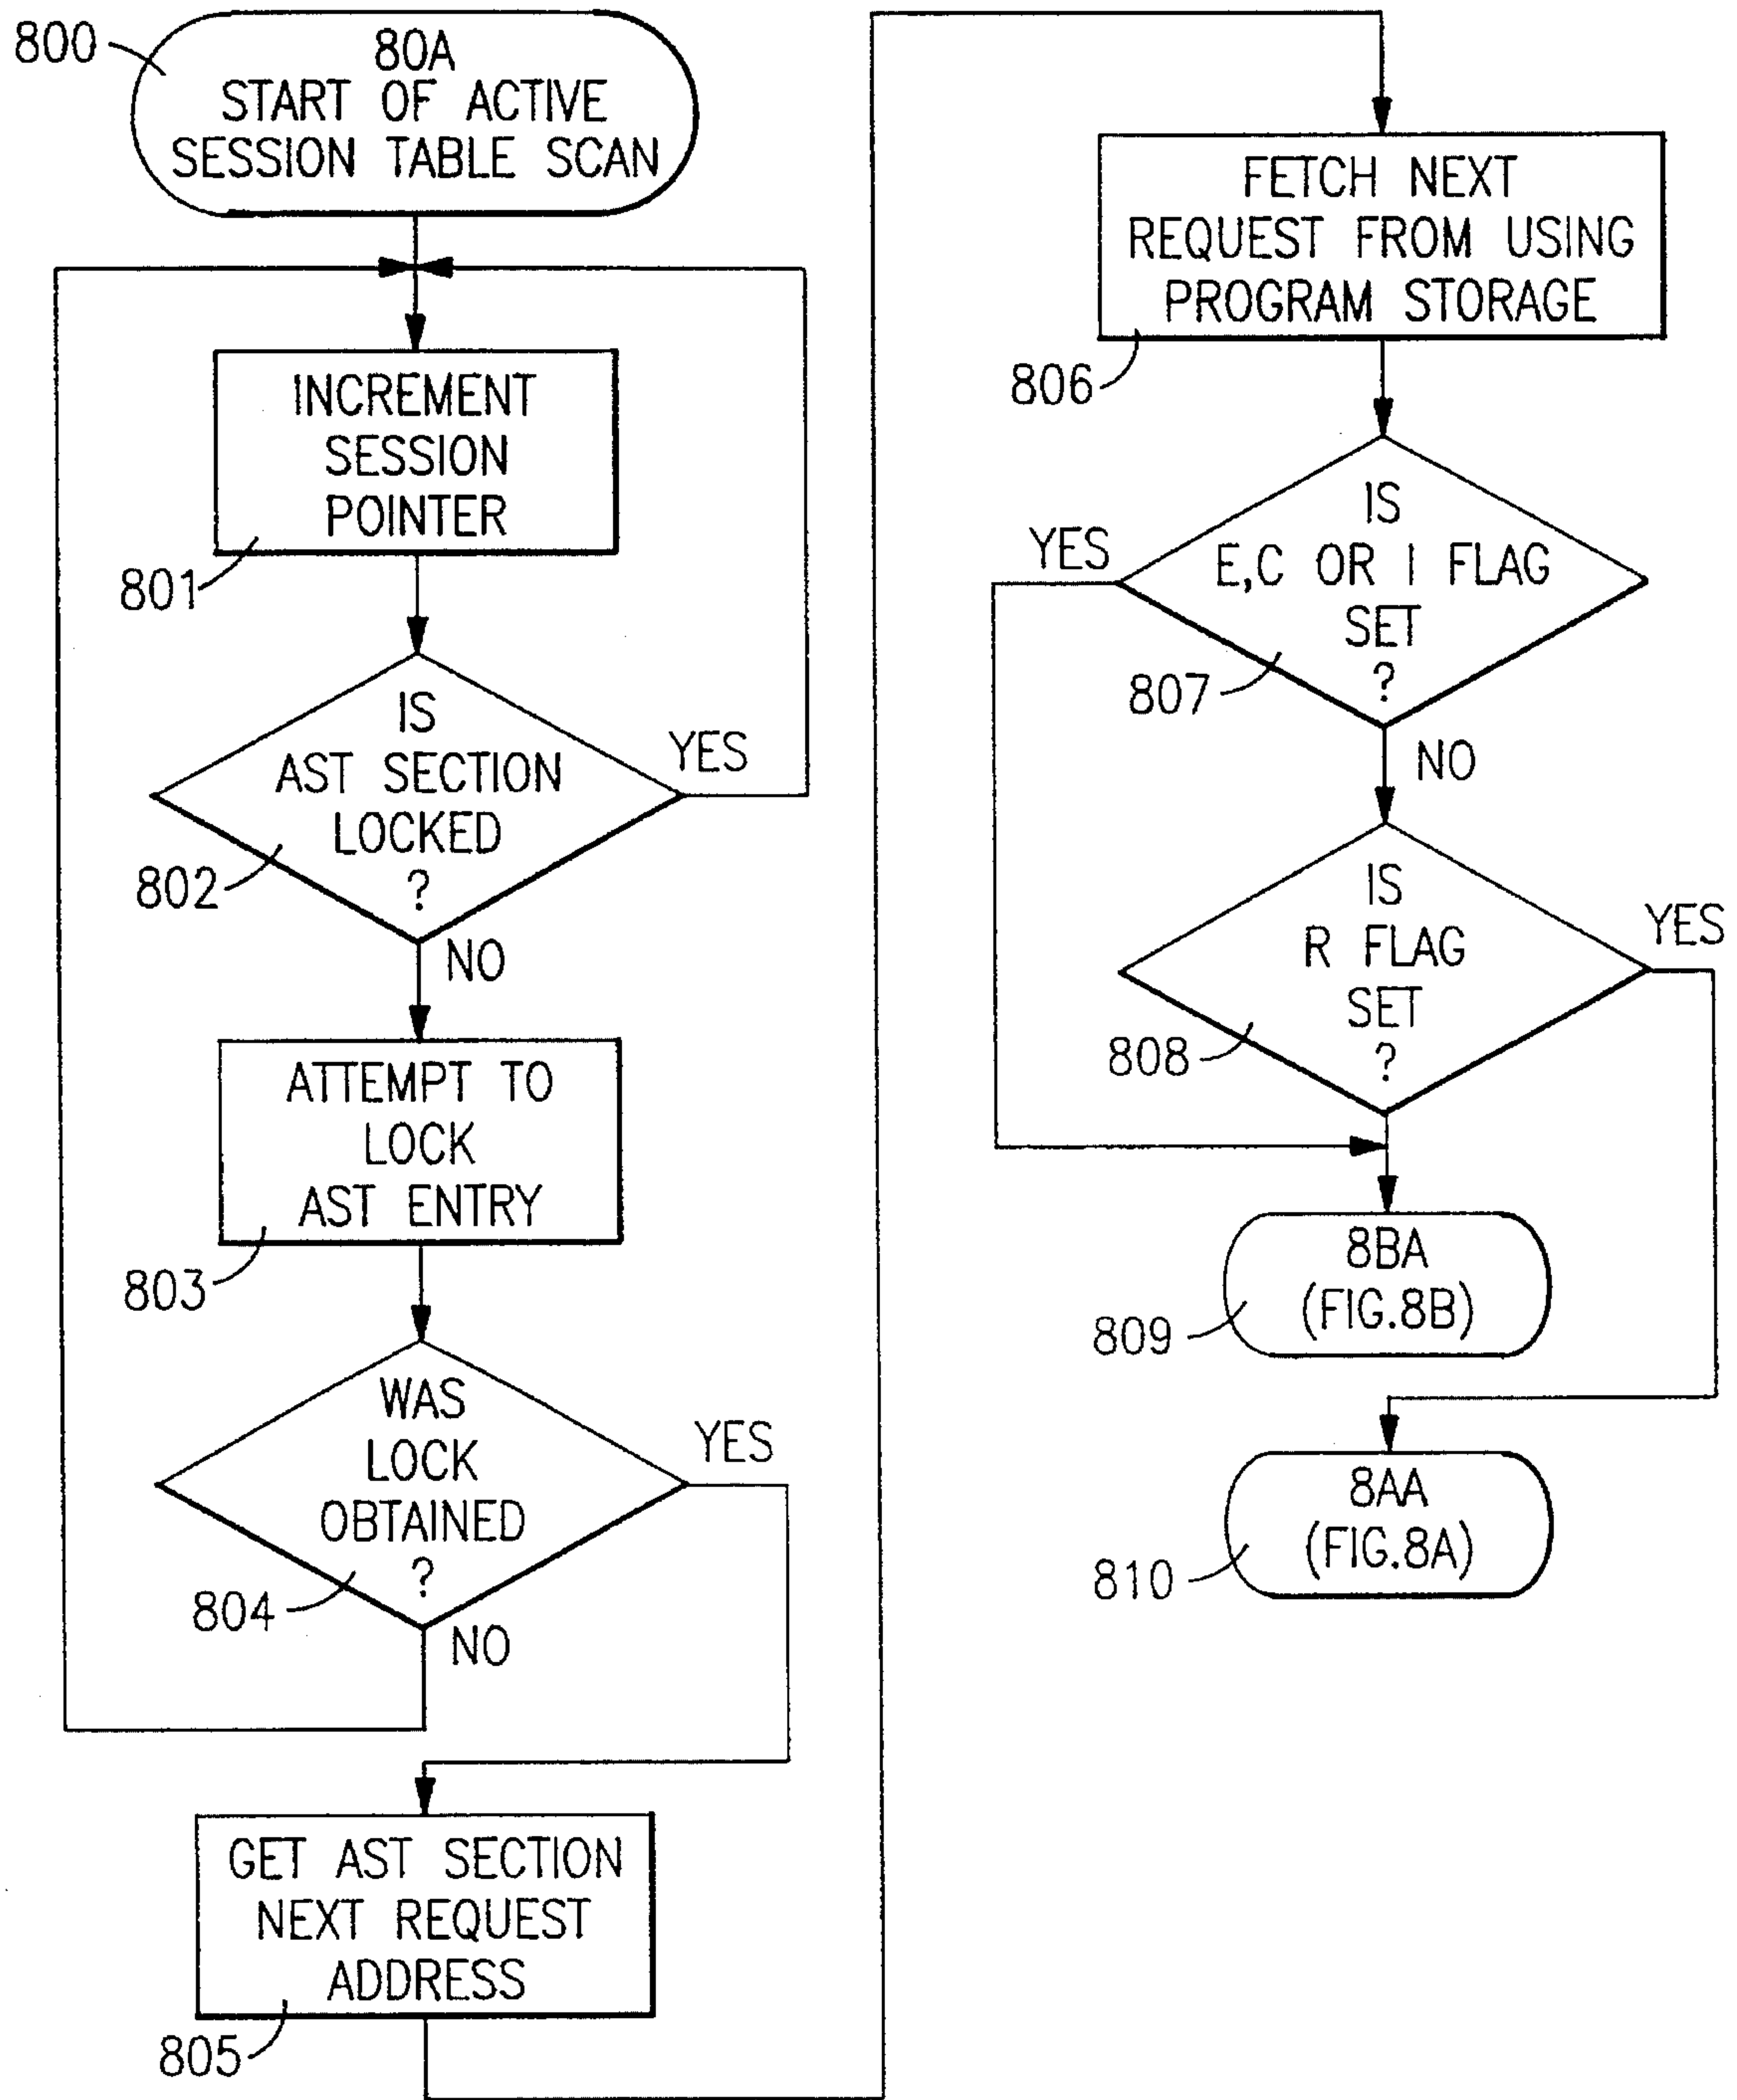 800
80A
START OF ACTIVE
SESSION TABLE SCAN
INCREMENT
SESSION
POINTER
801
IS
AST SECTION
LOCKED
?
YES
802
NO
ATTEMPT TO
LOCK
AST ENTRY
803
WAS
LOCK
OBTAINED
?
YES
804
NO
GET AST SECTION
NEXT REQUEST
ADDRESS
805
FETCH NEXT
REQUEST FROM USING
PROGRAM STORAGE
806
YES
IS
E,C OR I FLAG
SET
?
807
NO
IS
R FLAG
SET
?
YES
808
8BA
(FIG.8B)
809
8AA
(FIG.8A)
810